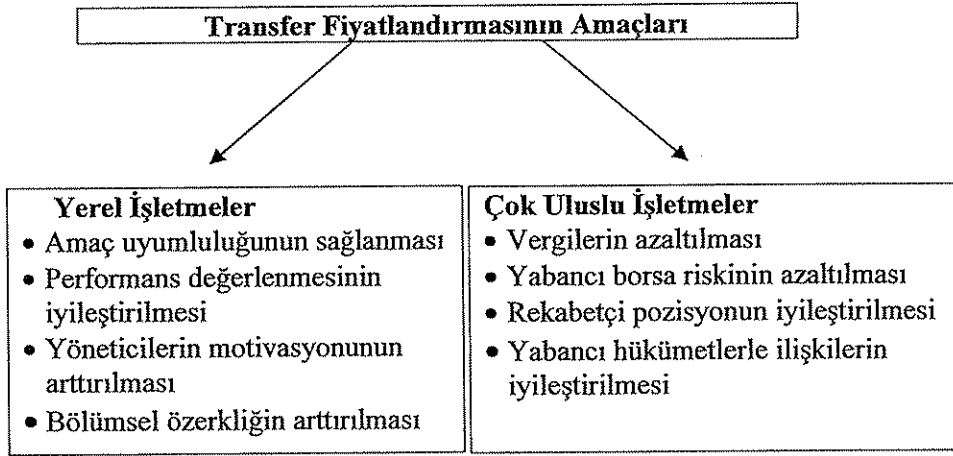 Transfer Fiyatlandırmasının Amaçları
Yerel İşletmeler
• Amaç uyumluluğunun sağlanması
• Performans değerlenmesinin
iyileştirilmesi
• Yöneticilerin motivasyonunun
arttırılması
• Bölümsel özerkliğin arttırılması
Çok Uluslu İşletmeler
• Vergilerin azaltılması
• Yabancı borsa riskinin azaltılması
• Rekabetçi pozisyonun iyileştirilmesi
• Yabancı hükümetlerle ilişkilerin
iyileştirilmesi